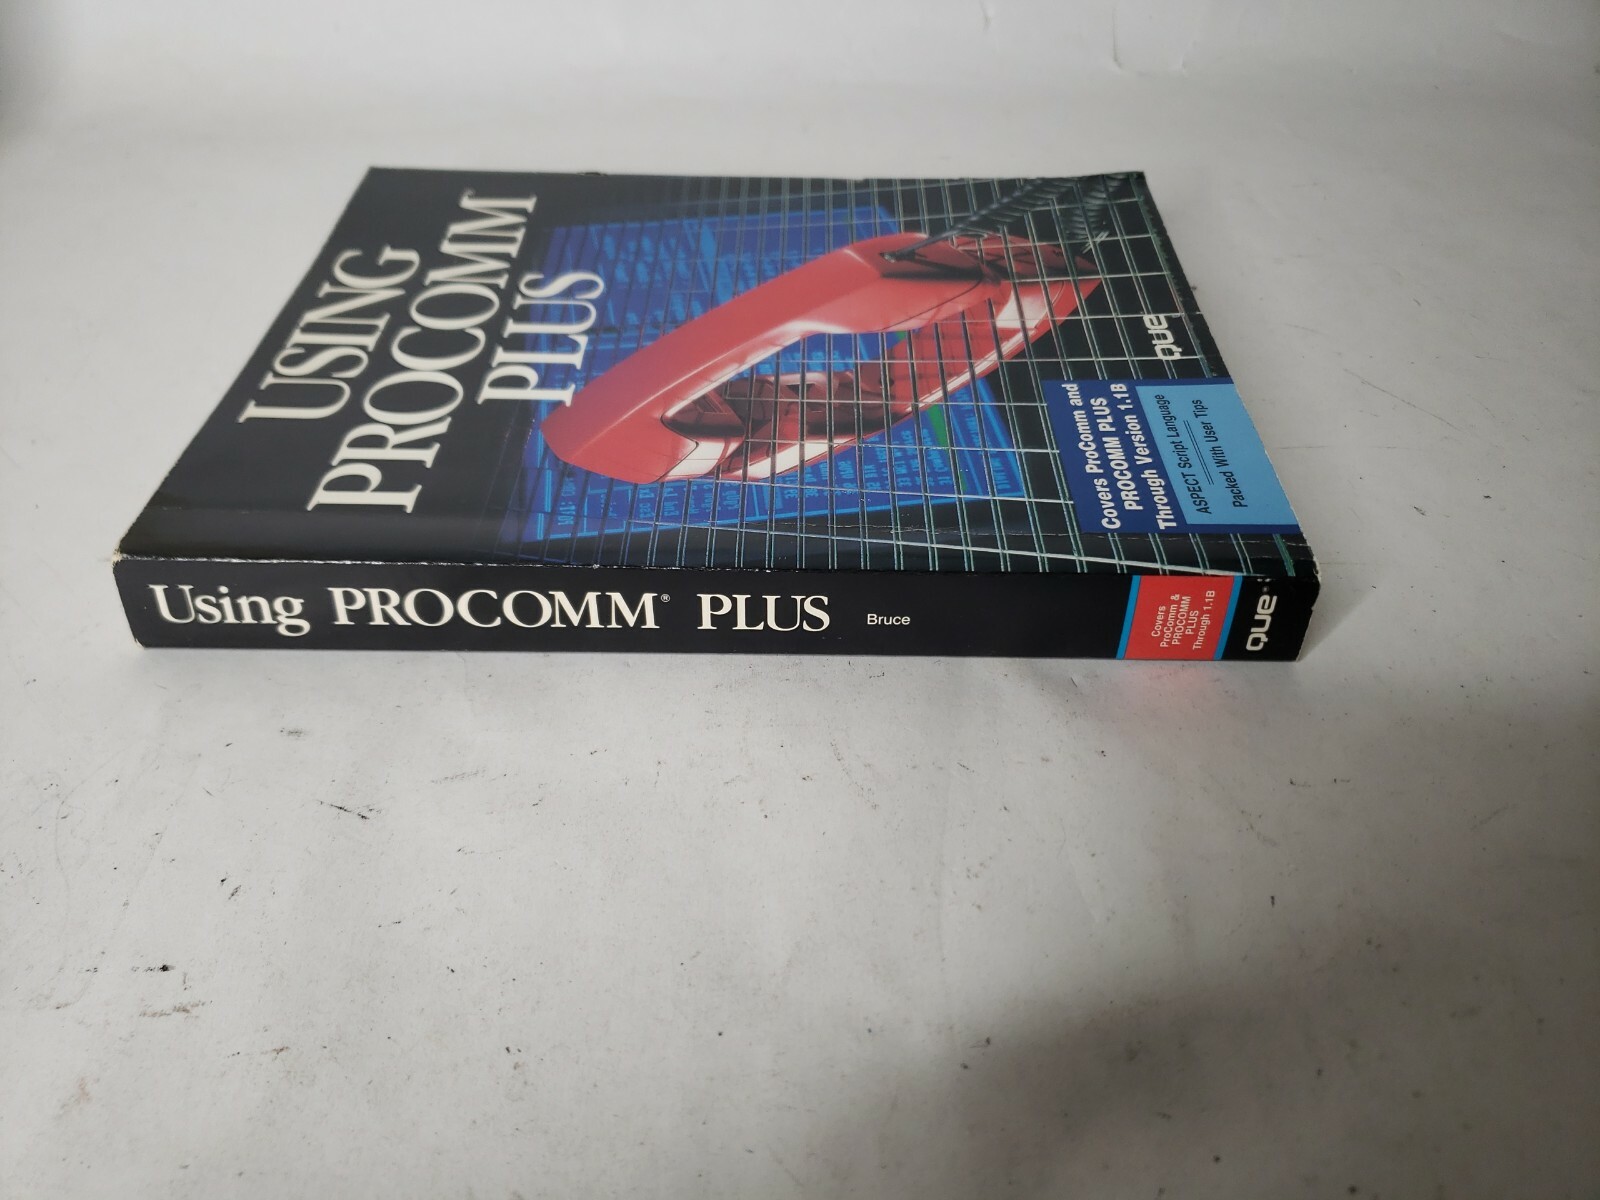 USING
PROCOMM
PLUS
QUE
Covers ProComm and
PROCOMM PLUS
Through Version 1.1B
ASPECT Script Language
Packed With User Tips
Using PROCOMM® PLUS Bruce
Covers
ProComm &
PROCOMM
PLUS
Through 1.1B
QUE